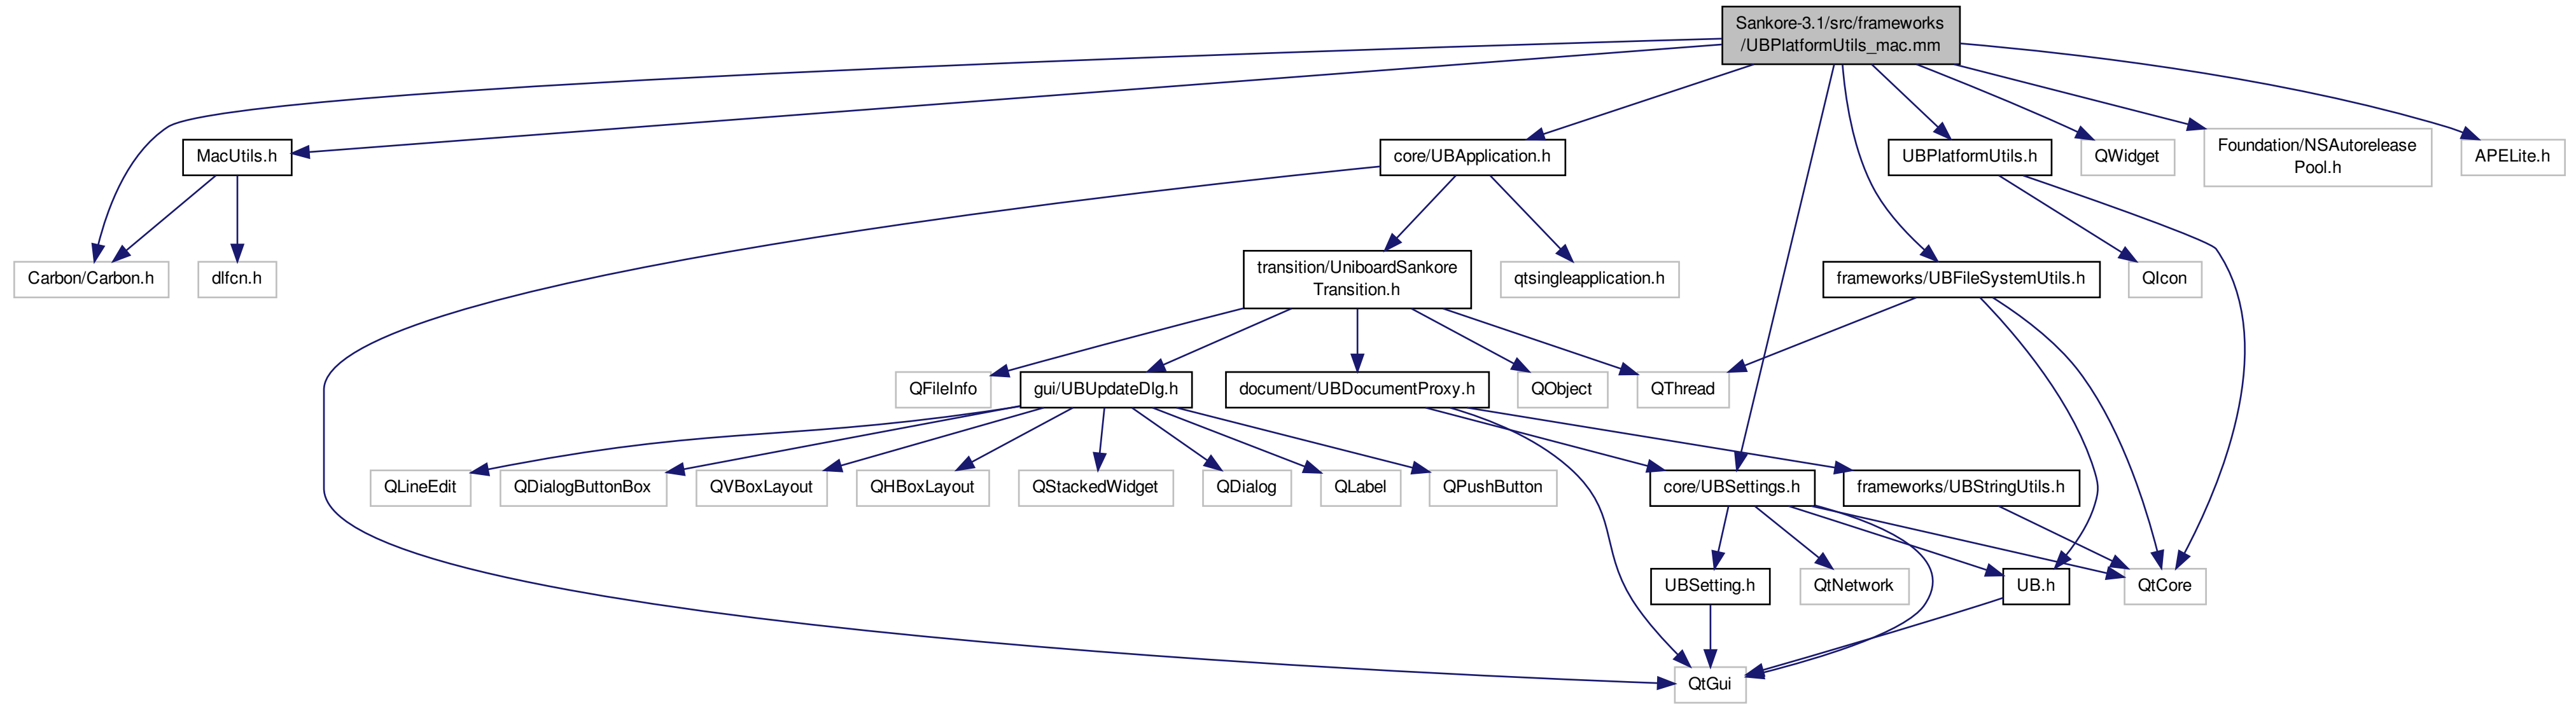 Sankore-3.1/src/frameworks
/UBPlatformUtils_mac.mm
MacUtils.h
core/UBApplication.h
UBPlatformUtils.h
QWidget
Foundation/NSAutorelease
Pool.h
APELite.h
Carbon/Carbon.h
dlfcn.h
transition/UniboardSankore
Transition.h
qtsingleapplication.h
frameworks/UBFileSystemUtils.h
QIcon
QFileInfo
gui/UBUpdateDlg.h
document/UBDocumentProxy.h
QObject
QThread
QLineEdit
QDialogButtonBox
QVBoxLayout
QHBoxLayout
QStackedWidget
QDialog
QLabel
QPushButton
core/UBSettings.h
frameworks/UBStringUtils.h
UBSetting.h
QtNetwork
UB.h
QtCore
QtGui